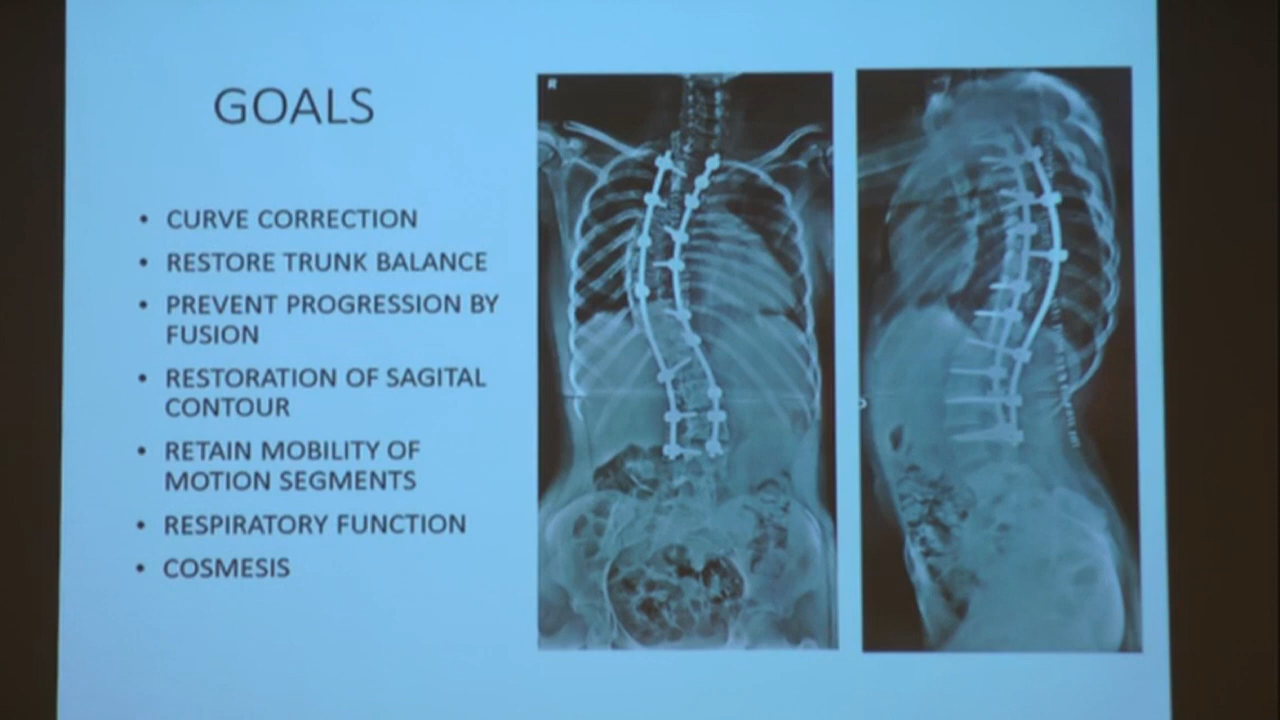 GOALS
• CURVE CORRECTION
• RESTORE TRUNK BALANCE
• PREVENT PROGRESSION BY
FUSION
• RESTORATION OF SAGITAL
CONTOUR
• RETAIN MOBILITY OF
MOTION SEGMENTS
• RESPIRATORY FUNCTION
• COSMESIS
R